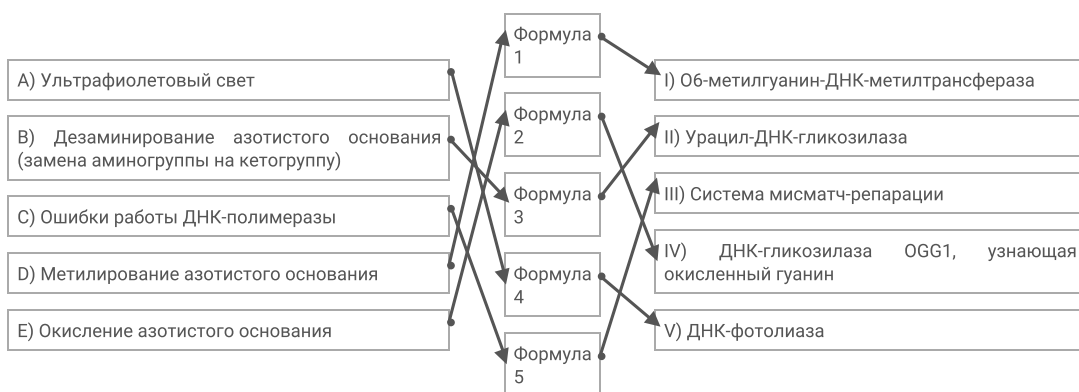 A) Ультрафиолетовый свет
B) Дезаминирование азотистого основания
(замена аминогруппы на кетогруппу)
C) Ошибки работы ДНК-полимеразы
D) Метилирование азотистого основания
E) Окисление азотистого основания
Формула
1
Формула
2
Формула
3
Формула
4
Формула
5
I) О6-метилгуанин-ДНК-метилтрансфераза
II) Урацил-ДНК-гликозилаза
III) Система мисматч-репарации
IV) ДНК-гликозилаза OGG1, узнающая
окисленный гуанин
V) ДНК-фотолиаза